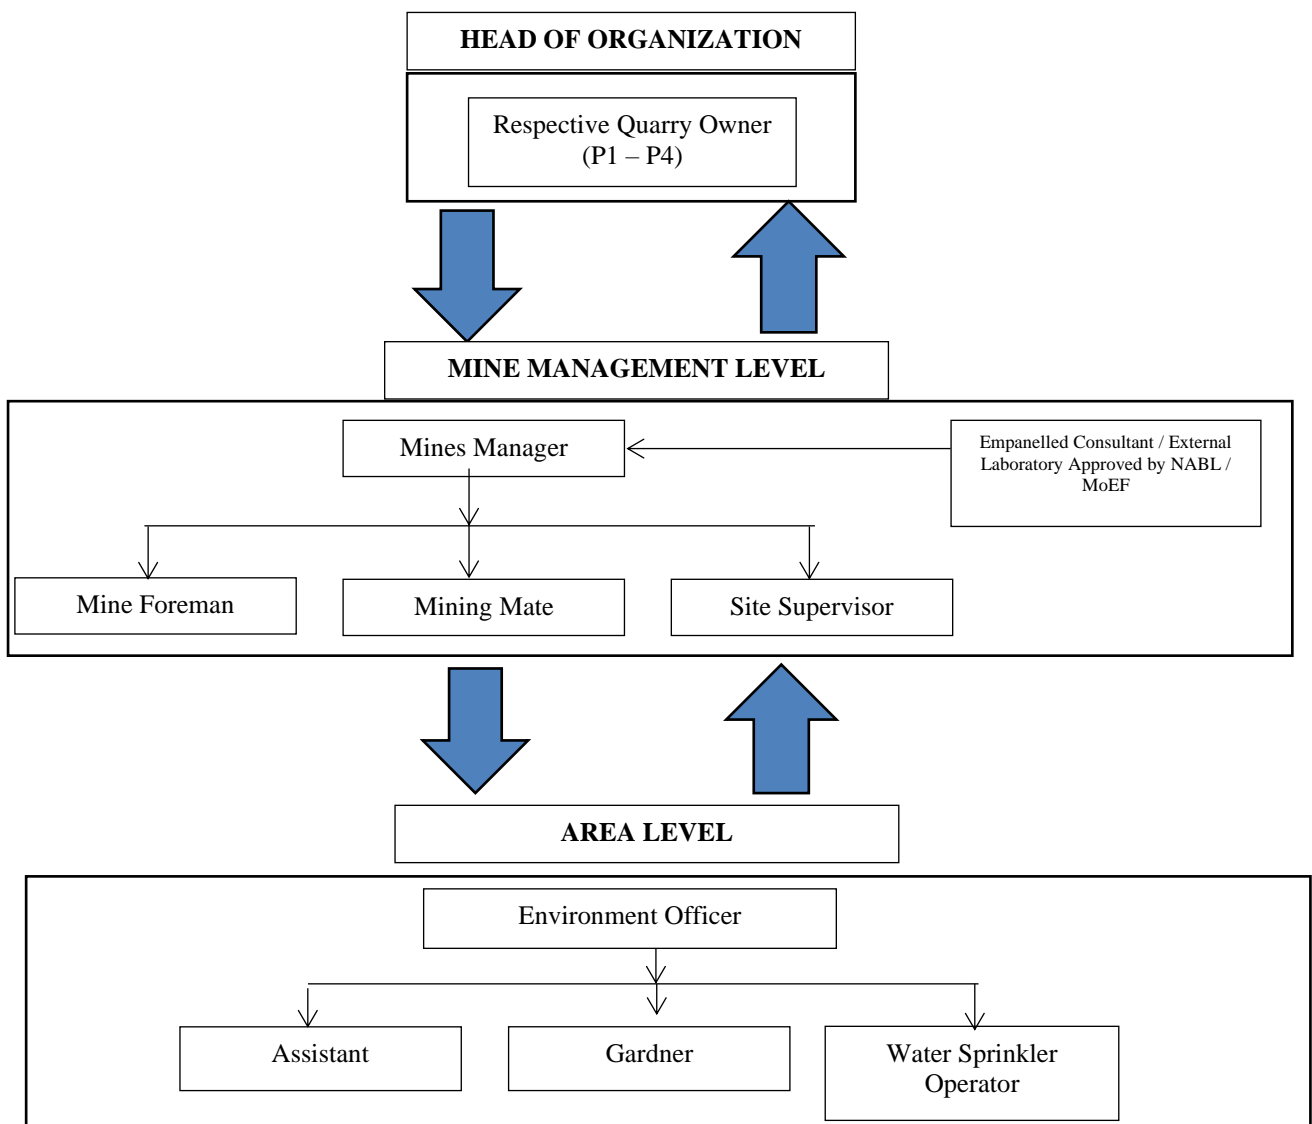 HEAD OF ORGANIZATION
Respective Quarry Owner
(P1 – P4)
MINE MANAGEMENT LEVEL
Mines Manager
Empanelled Consultant / External
Laboratory Approved by NABL /
MoEF
Mine Foreman
Mining Mate
Site Supervisor
AREA LEVEL
Environment Officer
Assistant
Gardner
Water Sprinkler
Operator